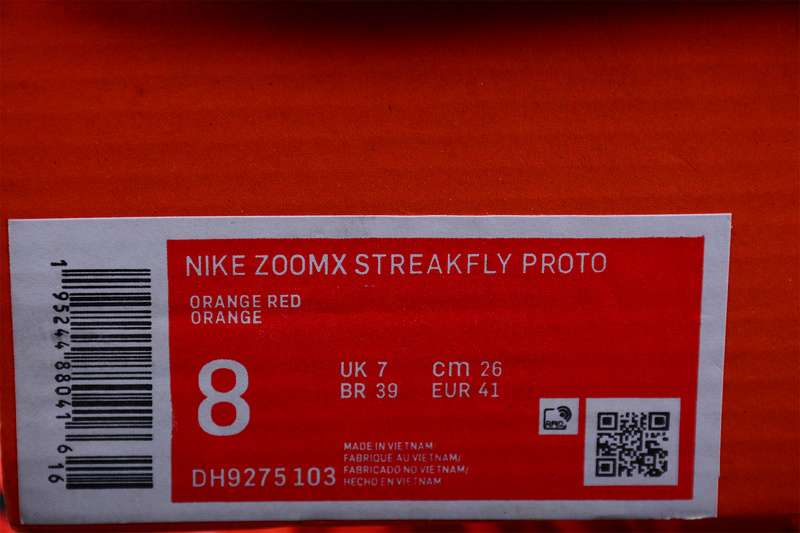 NIKE ZOOMX STREAKFLY PROTO
ORANGE RED
ORANGE
8
UK 7 cm 26
BR 39 EUR 41
MADE IN VIETNAM
FABRIQUE AU VIETNAM/
FABRICADO NO VIETNAM/
HECHO EN VIETNAM
DH9275 103
1 95244 88041 6 16